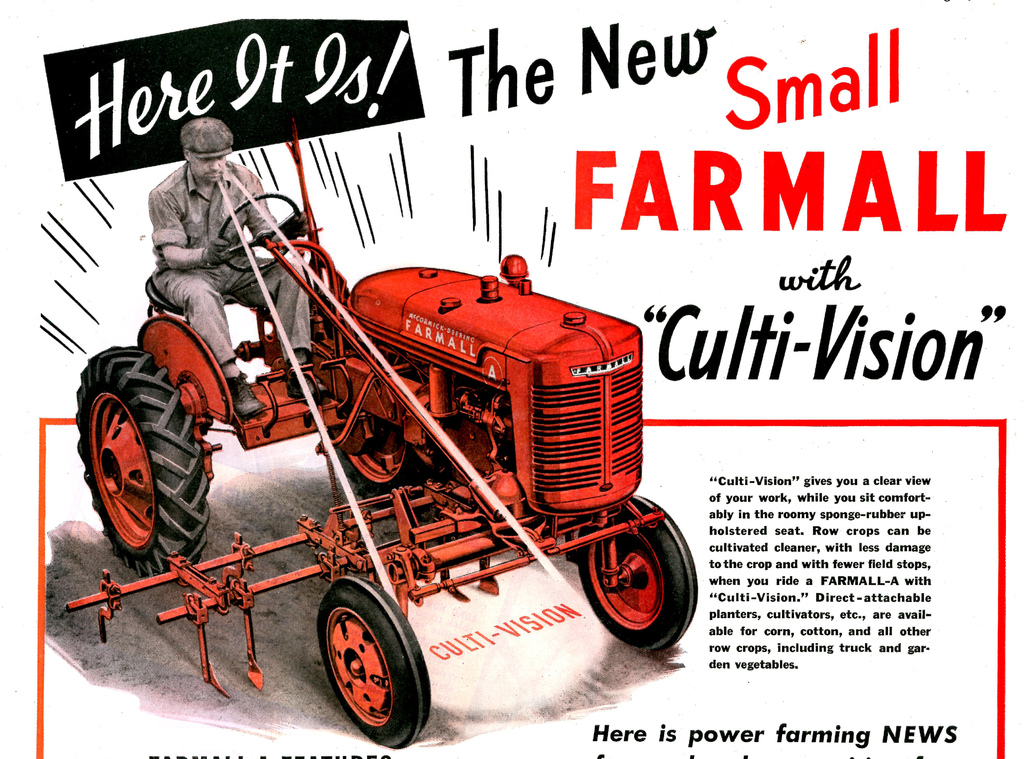 Here It Is!
The New
Small
FARMALL
with
"Culti-Vision"
McCORMICK-DEERING
FARMALL
A
FARMALL
CULTI-VISION
"Culti-Vision" gives you a clear view
of your work, while you sit comfort-
ably in the roomy sponge-rubber up-
holstered seat. Row crops can be
cultivated cleaner, with less damage
to the crop and with fewer field stops,
when you ride a FARMALL-A with
"Culti-Vision." Direct-attachable
planters, cultivators, etc., are avail-
able for corn, cotton, and all other
row crops, including truck and gar-
den vegetables.
Here is power farming NEWS
FARMALL-A FEATURES